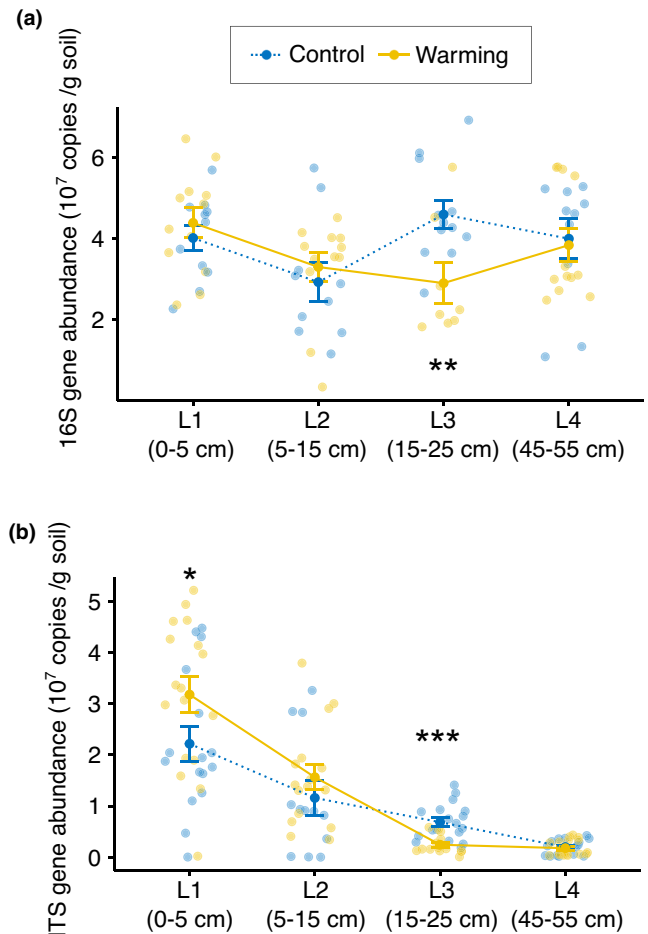 (a)
Control Warming
16S gene abundance (10⁷ copies /g soil)
6
4
2
**
L1 L2 L3 L4
(0-5 cm) (5-15 cm) (15-25 cm) (45-55 cm)
(b)
ITS gene abundance (10⁷ copies /g soil)
*
5
4
3
***
2
1
0
L1 L2 L3 L4
(0-5 cm) (5-15 cm) (15-25 cm) (45-55 cm)